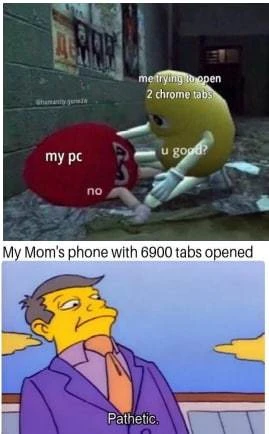 me trying to open
2 chrome tabs
my pc
u good?
no
My Mom's phone with 6900 tabs opened
Pathetic.